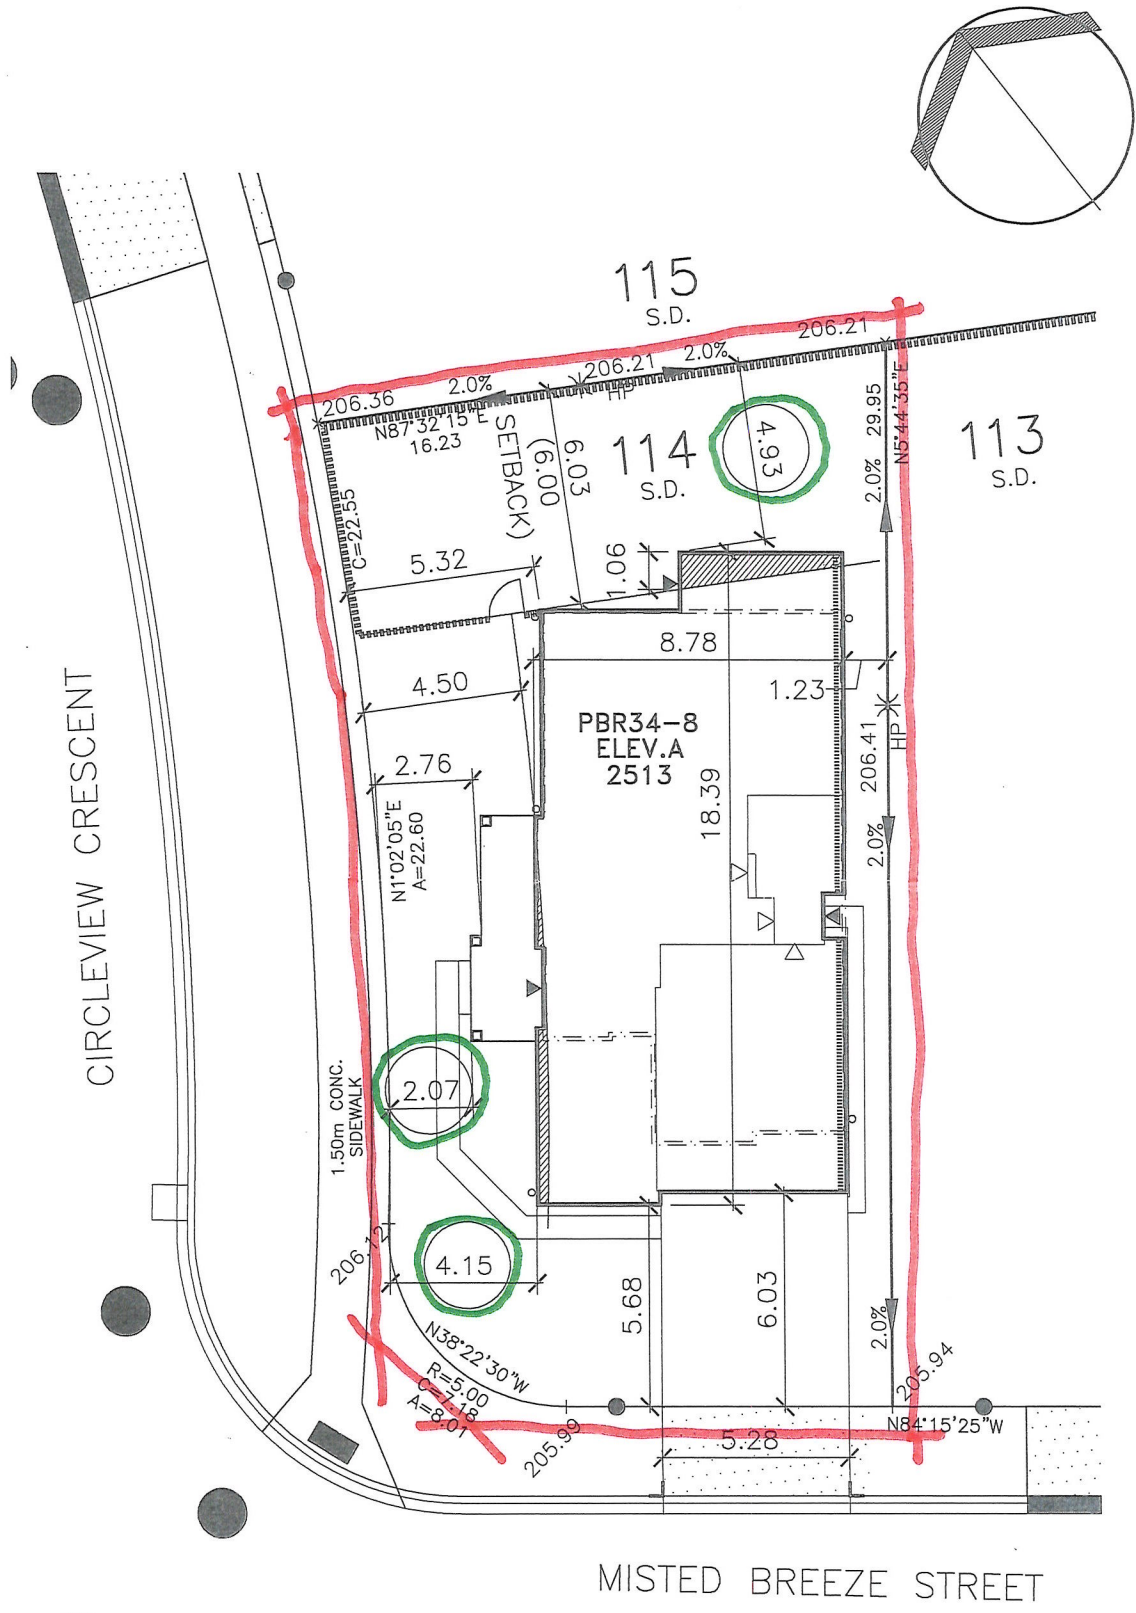 115
S.D.
206.21
206.21
2.0%
HP
2.0%
206.36
N87°32'15"E
16.23
SETBACK)
(6.00
6.03
114
S.D.
4.93
29.95
N5°44'35"E
2.0%
113
S.D.
C=22.55
5.32
1.06
8.78
4.50
1.23
PBR34-8
ELEV.A
2513
18.39
206.41
HP
2.0%
2.76
N1°02'05"E
A=22.60
CIRCLEVIEW CRESCENT
1.50m CONC.
SIDEWALK
2.07
206.12
4.15
5.68
6.03
2.0%
N38°22'30"W
R=5.00
C=7.18
A=8.01
205.99
205.94
N84°15'25"W
5.28
MISTED BREEZE STREET